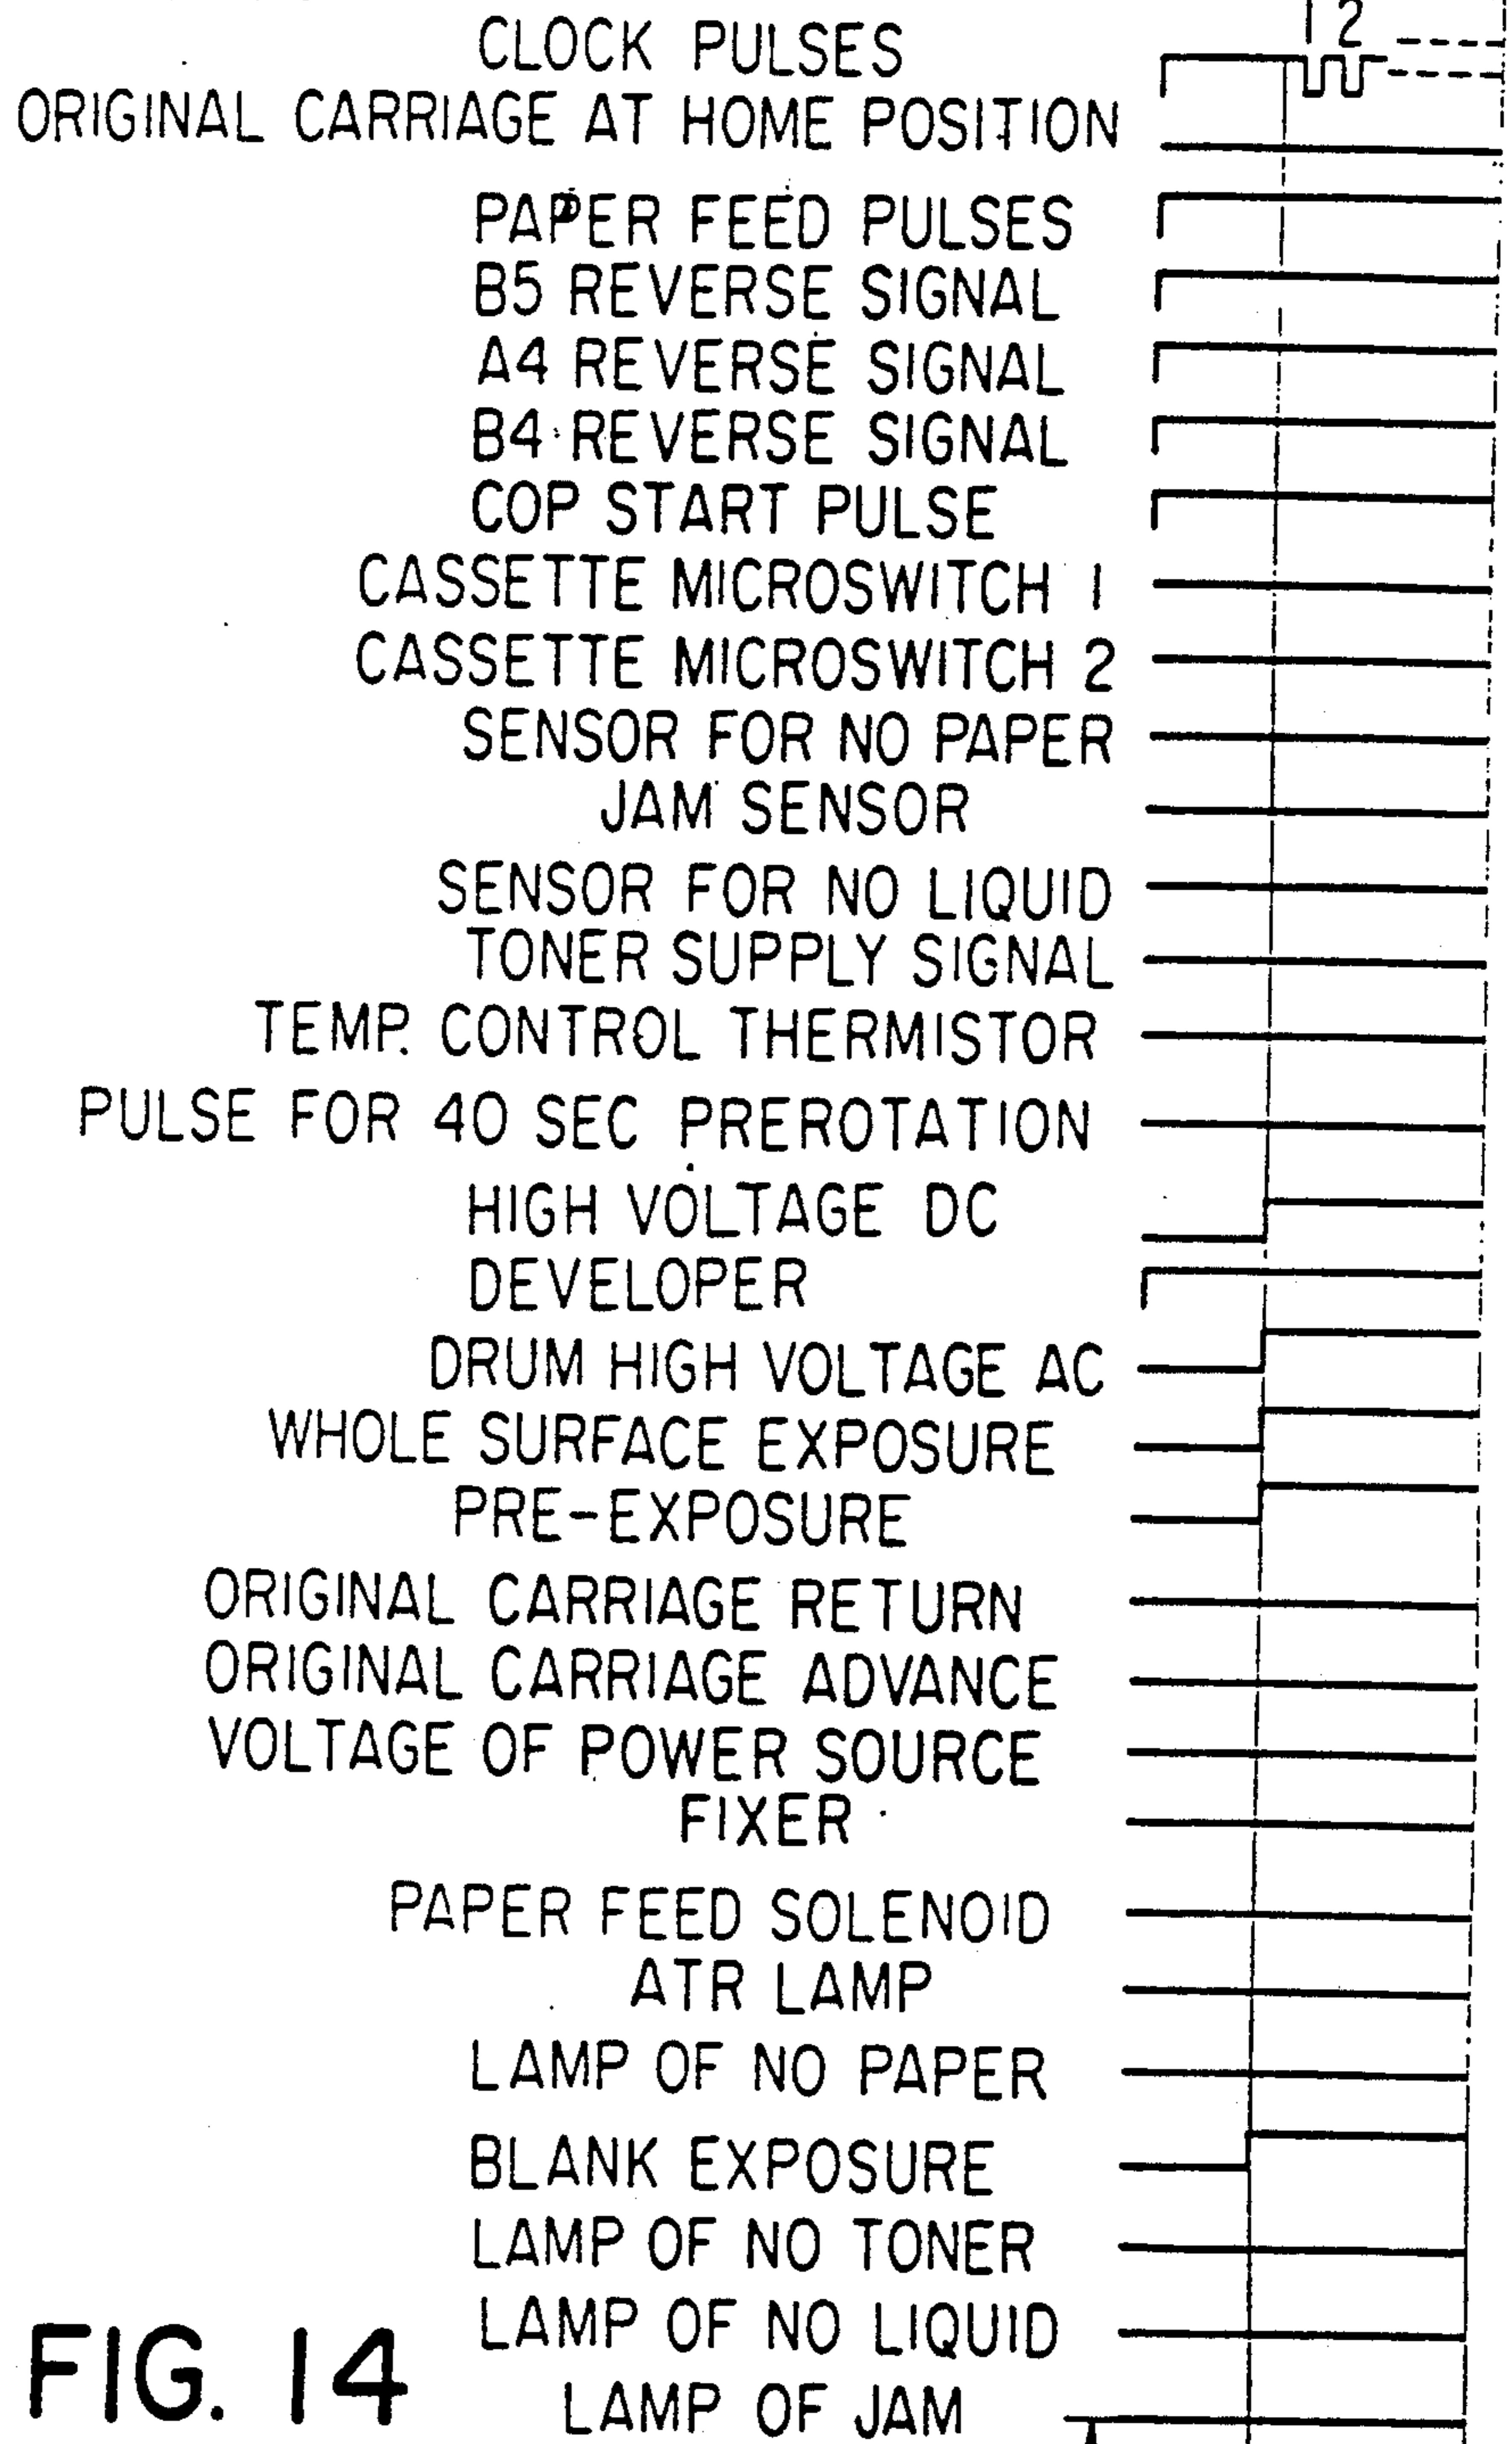 1 2
CLOCK PULSES
ORIGINAL CARRIAGE AT HOME POSITION
PAPER FEED PULSES
B5 REVERSE SIGNAL
A4 REVERSE SIGNAL
B4 REVERSE SIGNAL
COP START PULSE
CASSETTE MICROSWITCH 1
CASSETTE MICROSWITCH 2
SENSOR FOR NO PAPER
JAM SENSOR
SENSOR FOR NO LIQUID
TONER SUPPLY SIGNAL
TEMP. CONTROL THERMISTOR
PULSE FOR 40 SEC PREROTATION
HIGH VOLTAGE DC
DEVELOPER
DRUM HIGH VOLTAGE AC
WHOLE SURFACE EXPOSURE
PRE-EXPOSURE
ORIGINAL CARRIAGE RETURN
ORIGINAL CARRIAGE ADVANCE
VOLTAGE OF POWER SOURCE
FIXER
PAPER FEED SOLENOID
ATR LAMP
LAMP OF NO PAPER
BLANK EXPOSURE
LAMP OF NO TONER
LAMP OF NO LIQUID
LAMP OF JAM
FIG. 14